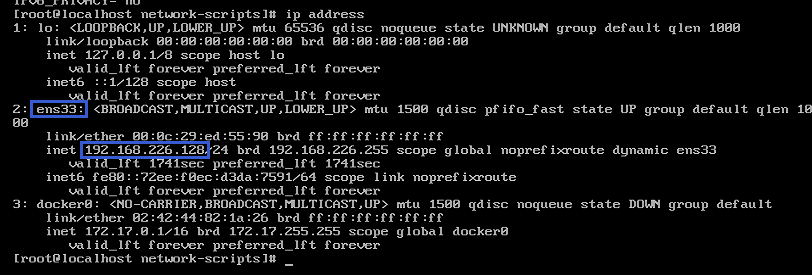 IPV6_PRIVACY= no
[root@localhost network-scripts]# ip address
1: lo: <LOOPBACK,UP,LOWER_UP> mtu 65536 qdisc noqueue state UNKNOWN group default qlen 1000
link/loopback 00:00:00:00:00:00 brd 00:00:00:00:00:00
inet 127.0.0.1/8 scope host lo
valid_lft forever preferred_lft forever
inet6 ::1/128 scope host
valid_lft forever preferred_lft forever
2: ens33: <BROADCAST,MULTICAST,UP,LOWER_UP> mtu 1500 qdisc pfifo_fast state UP group default qlen 10
00
link/ether 00:0c:29:ed:55:90 brd ff:ff:ff:ff:ff:ff
inet 192.168.226.128/24 brd 192.168.226.255 scope global noprefixroute dynamic ens33
valid_lft 1741sec preferred_lft 1741sec
inet6 fe80::72ee:f0ec:d3da:7591/64 scope link noprefixroute
valid_lft forever preferred_lft forever
3: docker0: <NO-CARRIER,BROADCAST,MULTICAST,UP> mtu 1500 qdisc noqueue state DOWN group default
link/ether 02:42:44:82:1a:26 brd ff:ff:ff:ff:ff:ff
inet 172.17.0.1/16 brd 172.17.255.255 scope global docker0
valid_lft forever preferred_lft forever
[root@localhost network-scripts]# _